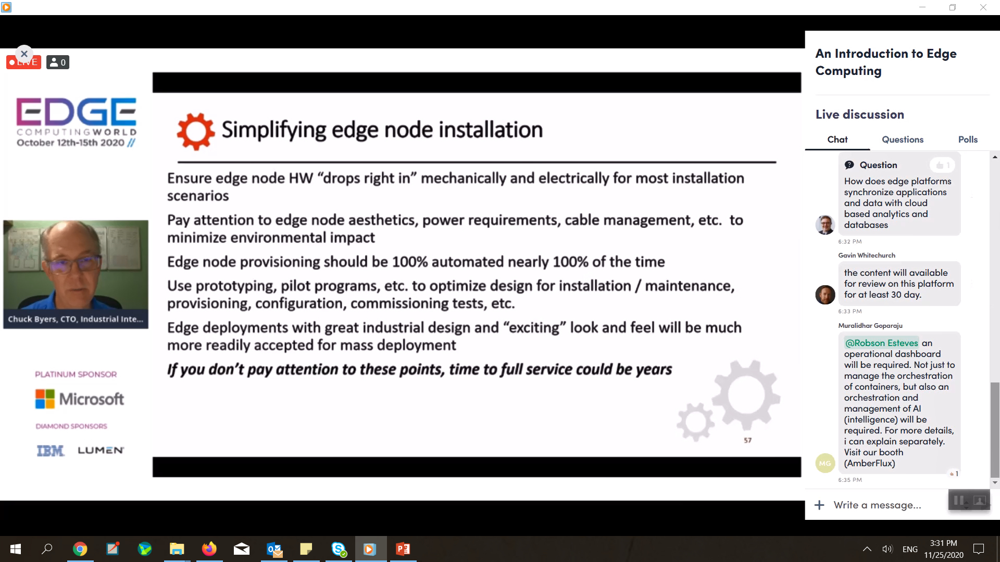 LIVE
0
EDGE
COMPUTINGWORLD
October 12th-15th 2020 //
Chuck Byers, CTO, Industrial Inte...
PLATINUM SPONSOR
Microsoft
DIAMOND SPONSORS
IBM
LUMEN
Simplifying edge node installation
Ensure edge node HW “drops right in” mechanically and electrically for most installation
scenarios
Pay attention to edge node aesthetics, power requirements, cable management, etc. to
minimize environmental impact
Edge node provisioning should be 100% automated nearly 100% of the time
Use prototyping, pilot programs, etc. to optimize design for installation / maintenance,
provisioning, configuration, commissioning tests, etc.
Edge deployments with great industrial design and “exciting” look and feel will be much
more readily accepted for mass deployment
If you don’t pay attention to these points, time to full service could be years
57
An Introduction to Edge
Computing
Live discussion
Chat
Questions
Polls
Question
1
How does edge platforms
synchronize applications
and data with cloud
based analytics and
databases
6:32 PM
Gavin Whitechurch
the content will available
for review on this platform
for at least 30 day.
6:33 PM
Muralidhar Goparaju
@Robson Esteves an
operational dashboard
will be required. Not just to
manage the orchestration
of containers, but also an
orchestration and
management of AI
(intelligence) will be
required. For more details,
i can explain separately.
Visit our booth
(AmberFlux)
MG
1
6:35 PM
Write a message...
ENG
3:31 PM
11/25/2020